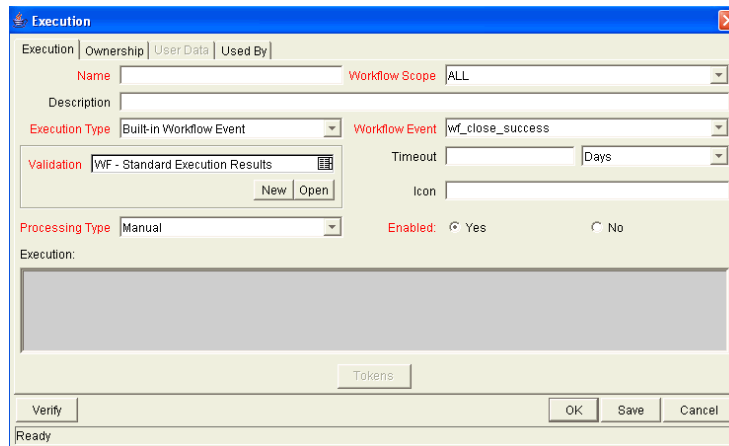 Execution
Execution Ownership User Data Used By
Name Workflow Scope ALL
Description
Execution Type Built-in Workflow Event Workflow Event wf_close_success
Validation WF - Standard Execution Results Timeout Days
New Open Icon
Processing Type Manual Enabled: Yes No
Execution:
Tokens
Verify OK Save Cancel
Ready